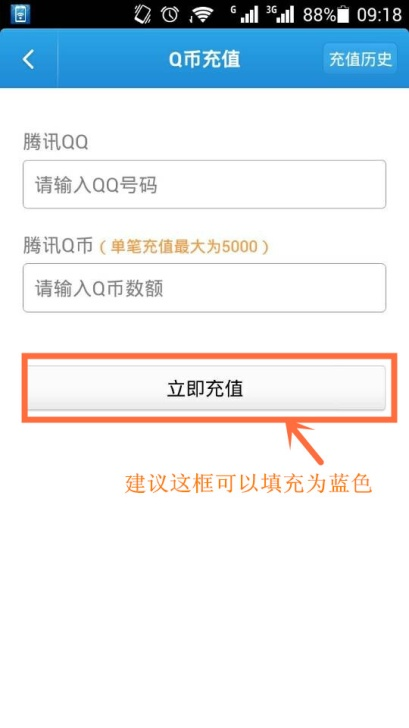 G 3G 88% 09:18
Q币充值 充值历史
腾讯QQ
请输入QQ号码
腾讯Q币（单笔充值最大为5000）
请输入Q币数额
立即充值
建议这框可以填充为蓝色